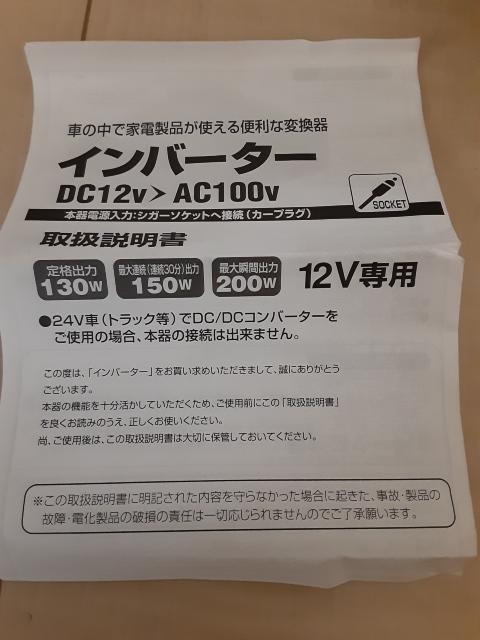 車の中で家電製品が使える便利な変換器
インバーター
DC12v＞AC100v
SOCKET
本器電源入力:シガーソケットへ接続(カープラグ)
取扱説明書
定格出力
130W
最大連続(連続30分)出力
150W
最大瞬間出力
200W
12V専用
●24V車(トラック等)でDC/DCコンバーターを
ご使用の場合、本器の接続は出来ません。
この度は、「インバーター」をお買い求めいただきまして、誠にありがとう
ございます。
本器の機能を十分活かしていただくため、ご使用前にこの「取扱説明書」
を良くお読みのうえ、正しくお使いください。
尚、ご使用後は、この取扱説明書は大切に保管しておいてください。
※この取扱説明書に明記された内容を守らなかった場合に起きた、事故・製品の
故障・電化製品の破損の責任は一切応じられませんのでご了承願います。